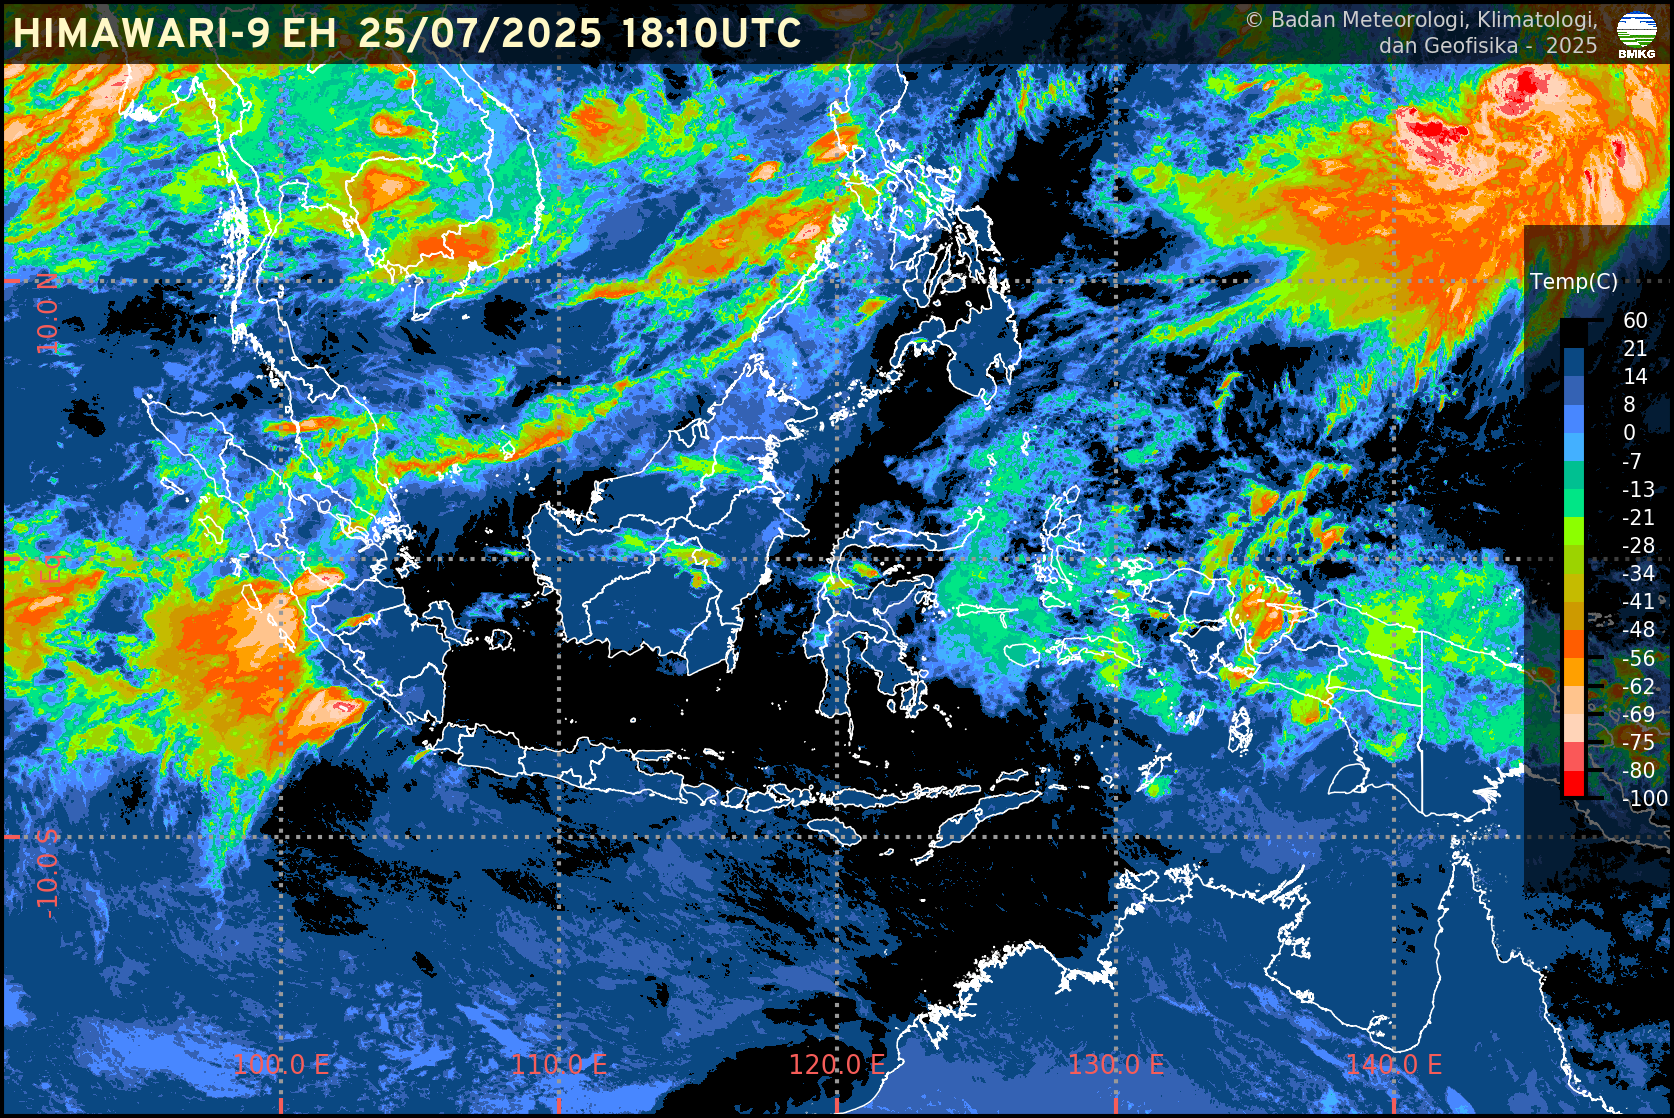 HIMAWARI-9 EH 25/07/2025 18:10UTC
© Badan Meteorologi, Klimatologi,
dan Geofisika - 2025
BMKG
Temp(C)
60
21
14
8
0
-7
-13
-21
-28
-34
-41
-48
-56
-62
-69
-75
-80
-100
10.0 N
Eq
-10.0 S
100.0 E
110.0 E
120.0 E
130.0 E
140.0 E